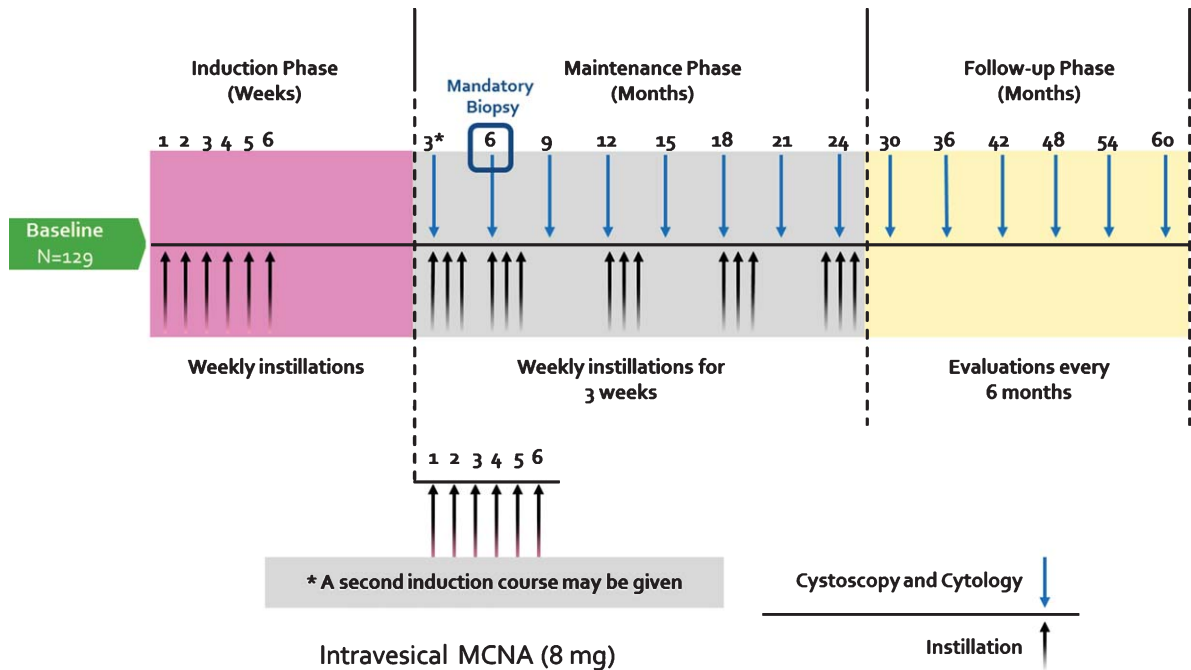 Induction Phase
(Weeks)
Maintenance Phase
(Months)
Follow-up Phase
(Months)
Mandatory
Biopsy
1 2 3 4 5 6
3* 6 9 12 15 18 21 24
30 36 42 48 54 60
Baseline
N=129
Weekly instillations
Weekly instillations for
3 weeks
Evaluations every
6 months
1 2 3 4 5 6
* A second induction course may be given
Cystoscopy and Cytology
Instillation
Intravesical MCNA (8 mg)